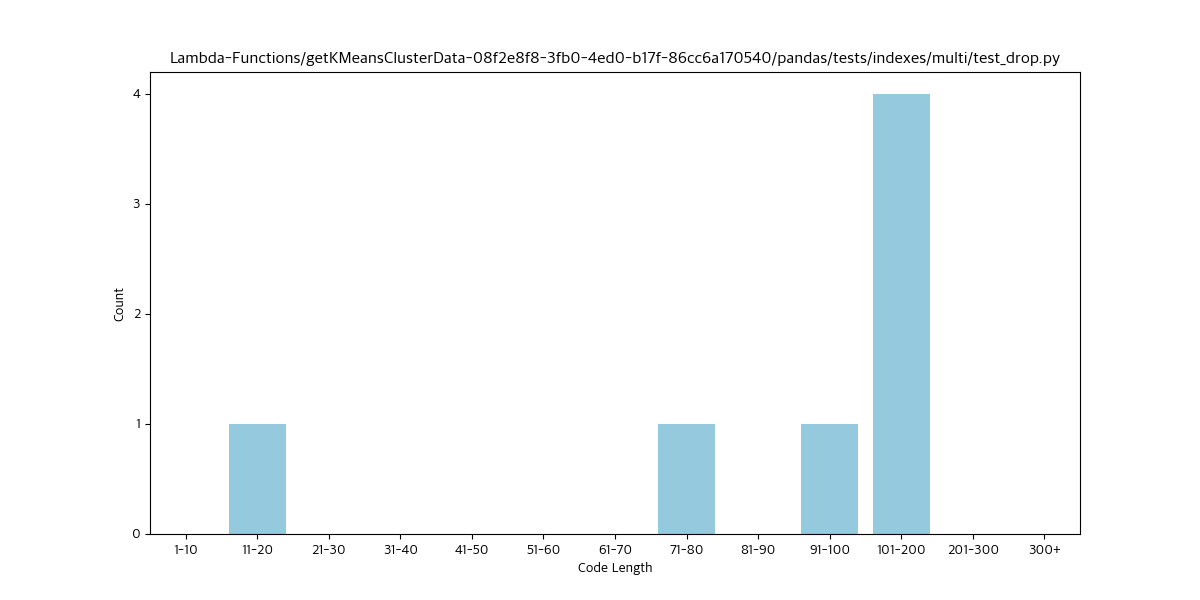 Lambda-Functions/getKMeansClusterData-08f2e8f8-3fb0-4ed0-b17f-86cc6a170540/pandas/tests/indexes/multi/test_drop.py
4
3
2
1
0
Count
1-10 11-20 21-30 31-40 41-50 51-60 61-70 71-80 81-90 91-100 101-200 201-300 300+
Code Length